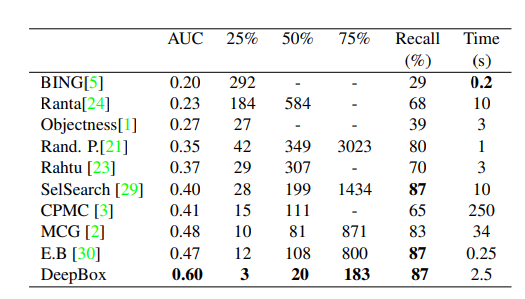 AUC 25% 50% 75% Recall Time
(%) (s)
BING[5] 0.20 292 - - 29 0.2
Ranta[24] 0.23 184 584 - 68 10
Objectness[1] 0.27 27 - - 39 3
Rand. P.[21] 0.35 42 349 3023 80 1
Rahtu [23] 0.37 29 307 - 70 3
SelSearch [29] 0.40 28 199 1434 87 10
CPMC [3] 0.41 15 111 - 65 250
MCG [2] 0.48 10 81 871 83 34
E.B [30] 0.47 12 108 800 87 0.25
DeepBox 0.60 3 20 183 87 2.5